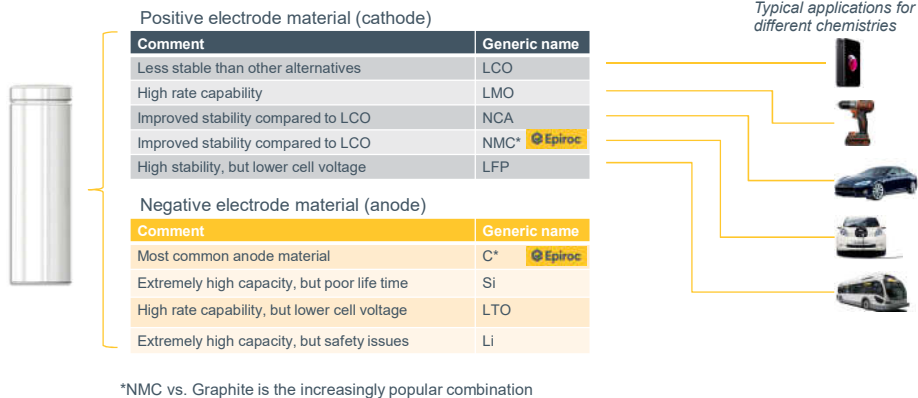 Positive electrode material (cathode)
Typical applications for
different chemistries
Comment Generic name
Less stable than other alternatives LCO
High rate capability LMO
Improved stability compared to LCO NCA
Improved stability compared to LCO NMC* Epiroc
High stability, but lower cell voltage LFP
Negative electrode material (anode)
Comment Generic name
Most common anode material C* Epiroc
Extremely high capacity, but poor life time Si
High rate capability, but lower cell voltage LTO
Extremely high capacity, but safety issues Li
*NMC vs. Graphite is the increasingly popular combination